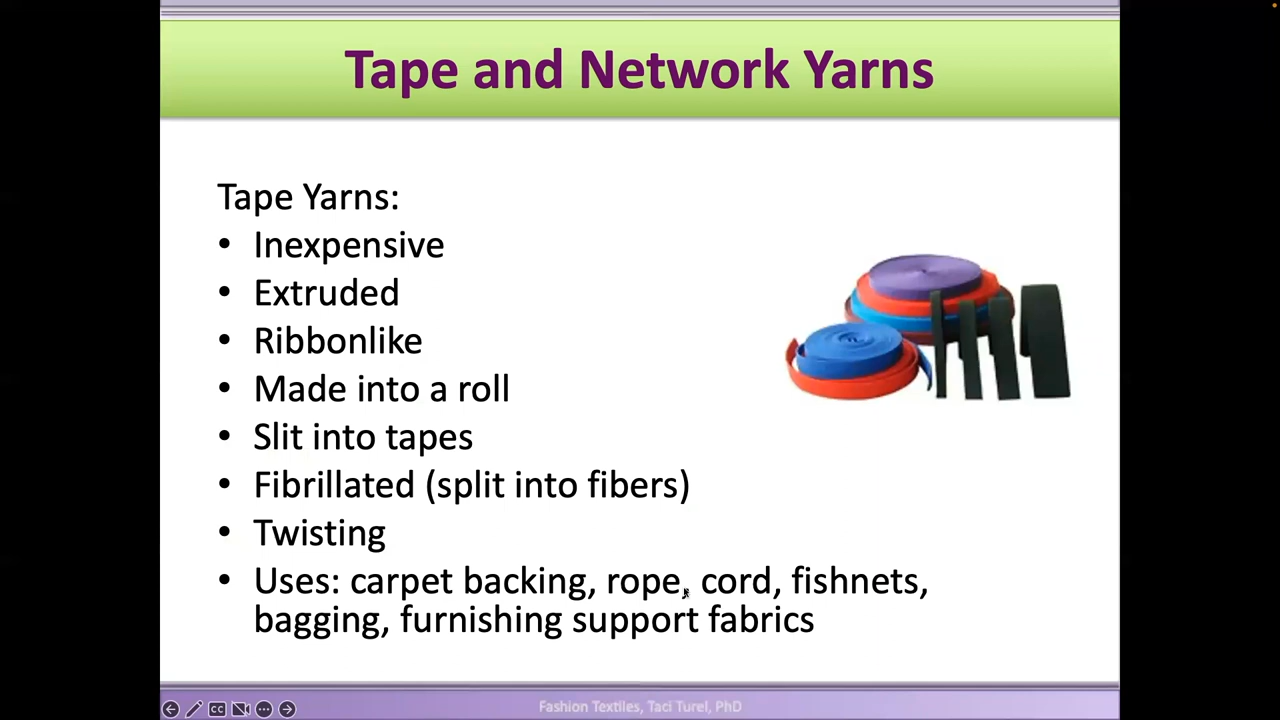 Tape and Network Yarns
Tape Yarns:
• Inexpensive
• Extruded
• Ribbonlike
• Made into a roll
• Slit into tapes
• Fibrillated (split into fibers)
• Twisting
• Uses: carpet backing, rope, cord, fishnets,
bagging, furnishing support fabrics
CC
Fashion Textiles, Taci Turel, PhD